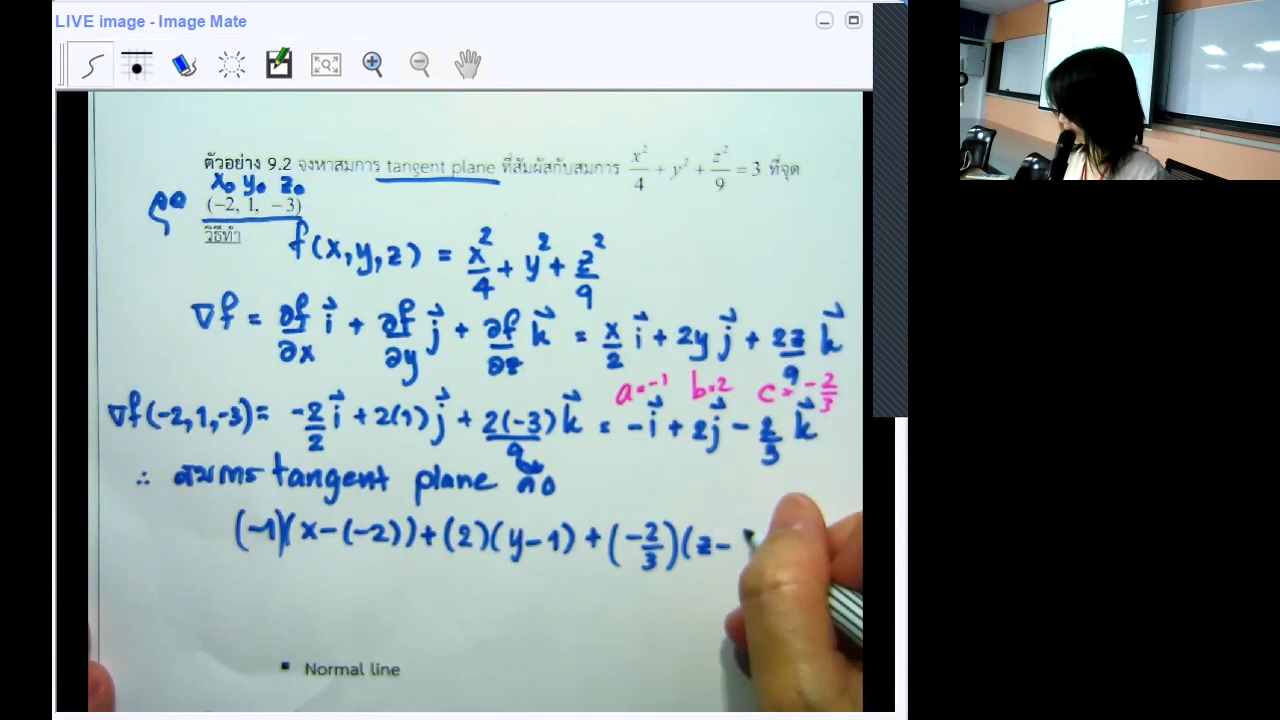 LIVE image - Image Mate
ตัวอย่าง 9.2 จงหาสมการ tangent plane ที่สัมผัสกับสมการ x²/4 + y² + z²/9 = 3 ที่จุด
x₀ y₀ z₀
(−2, 1, −3)
วิธีทำ
f(x,y,z) = x²/4 + y² + z²/9
∇f = ∂f/∂x i⃗ + ∂f/∂y j⃗ + ∂f/∂z k⃗ = x/2 i⃗ + 2y j⃗ + 2z/9 k⃗
a=-1 b=2 c=-2/3
∇f(-2,1,-3) = -2/2 i⃗ + 2(1)j⃗ + 2(-3)/9 k⃗ = -i⃗ + 2j⃗ - 2/3 k⃗
∴ สมการ tangent plane คือ
(-1)(x-(-2)) + (2)(y-1) + (-2/3)(z-
▪ Normal line